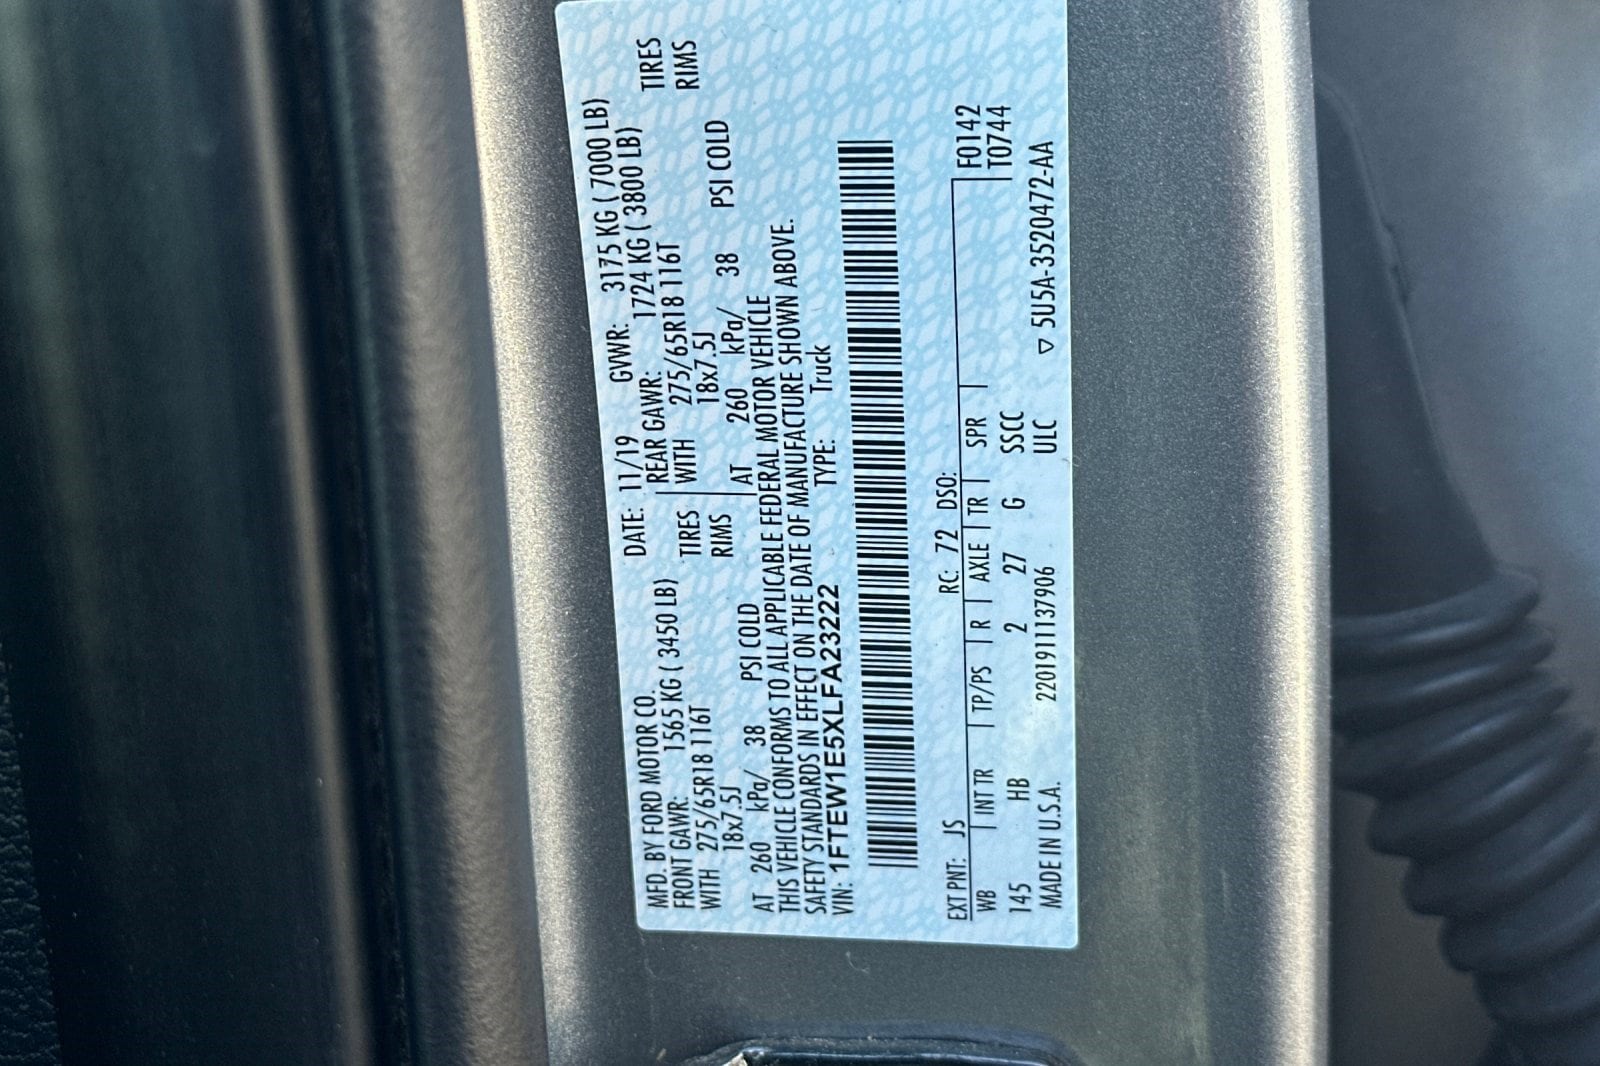 MFD. BY FORD MOTOR CO. DATE: 11/19 GVWR: 3175 KG ( 7000 LB)
FRONT GAWR: 1565 KG ( 3450 LB) REAR GAWR: 1724 KG ( 3800 LB)
WITH 275/65R18 116T TIRES WITH 275/65R18 116T TIRES
18x7.5J RIMS 18x7.5J RIMS
AT 260 kPa/ 38 PSI COLD AT 260 kPa/ 38 PSI COLD
THIS VEHICLE CONFORMS TO ALL APPLICABLE FEDERAL MOTOR VEHICLE
SAFETY STANDARDS IN EFFECT ON THE DATE OF MANUFACTURE SHOWN ABOVE.
VIN: 1FTEW1E5XLFA23222 TYPE: Truck
EXT PNT: JS RC: 72 DSO: F0142
WB INT TR TP/PS R AXLE TR SPR T0744
145 HB 2 27 G SSCC
MADE IN U.S.A. 2201911137906 ULC ▽ 5U5A-3520472-AA